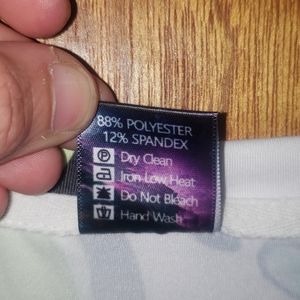 88% POLYESTER
12% SPANDEX
P Dry Clean
Iron Low Heat
Do Not Bleach
Hand Wash